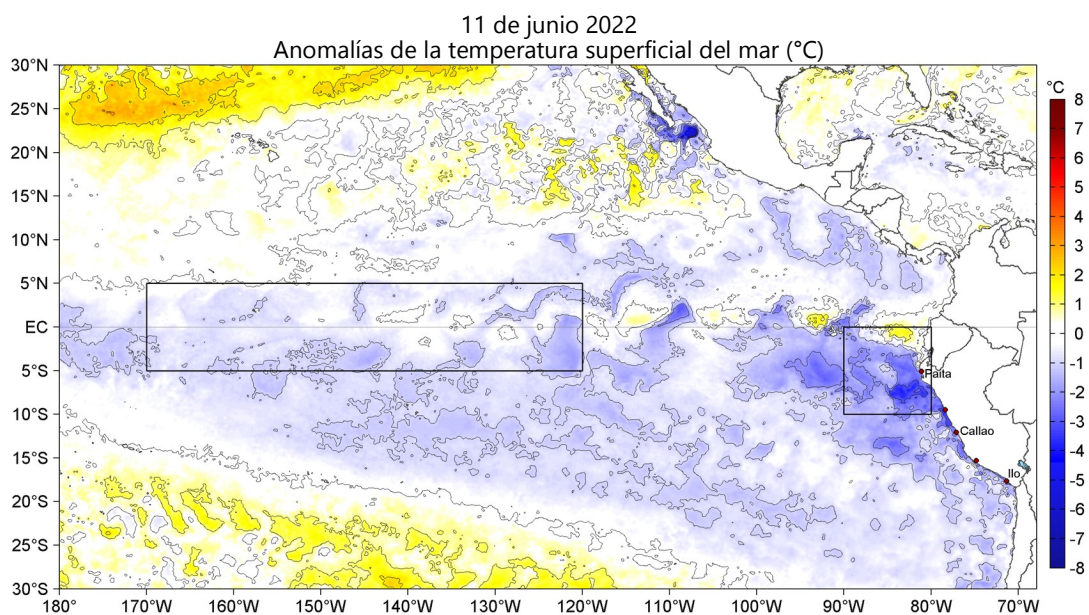 11 de junio 2022
Anomalías de la temperatura superficial del mar (°C)
30°N
25°N
20°N
15°N
10°N
5°N
EC
5°S
10°S
15°S
20°S
25°S
30°S
180° 170°W 160°W 150°W 140°W 130°W 120°W 110°W 100°W 90°W 80°W 70°W
Paita
Callao
Ilo
°C
8
7
6
5
4
3
2
1
0
-1
-2
-3
-4
-5
-6
-7
-8